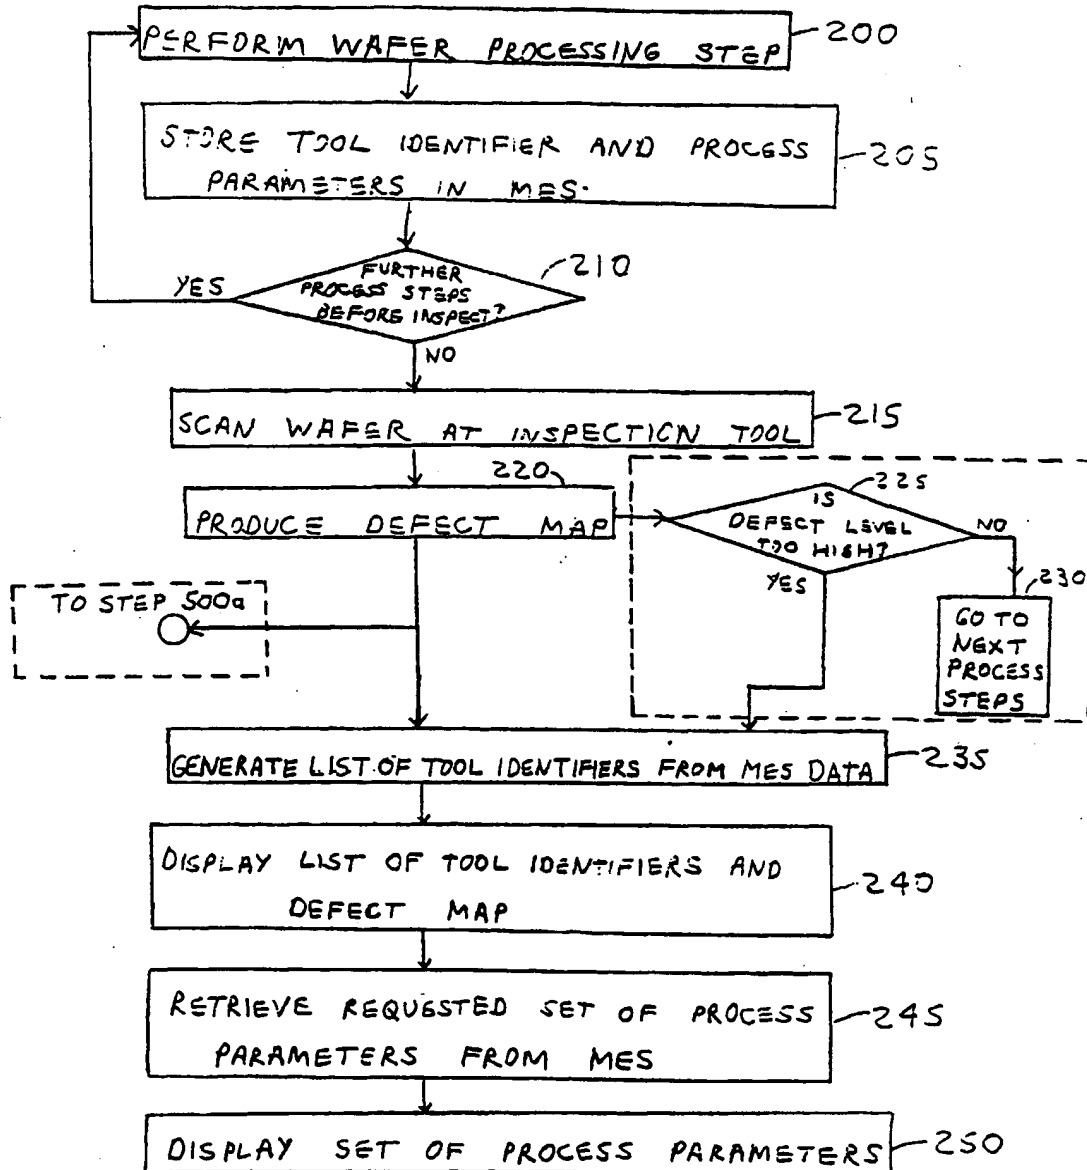 PERFORM WAFER PROCESSING STEP
200
STORE TOOL IDENTIFIER AND PROCESS
PARAMETERS IN MES.
205
FURTHER
PROCESS STEPS
BEFORE INSPECT?
210
YES
NO
SCAN WAFER AT INSPECTION TOOL
215
220
PRODUCE DEFECT MAP
IS
DEFECT LEVEL
TOO HIGH?
225
NO
YES
230
GO TO
NEXT
PROCESS
STEPS
TO STEP 500a
GENERATE LIST OF TOOL IDENTIFIERS FROM MES DATA
235
DISPLAY LIST OF TOOL IDENTIFIERS AND
DEFECT MAP
240
RETRIEVE REQUESTED SET OF PROCESS
PARAMETERS FROM MES
245
DISPLAY SET OF PROCESS PARAMETERS
250